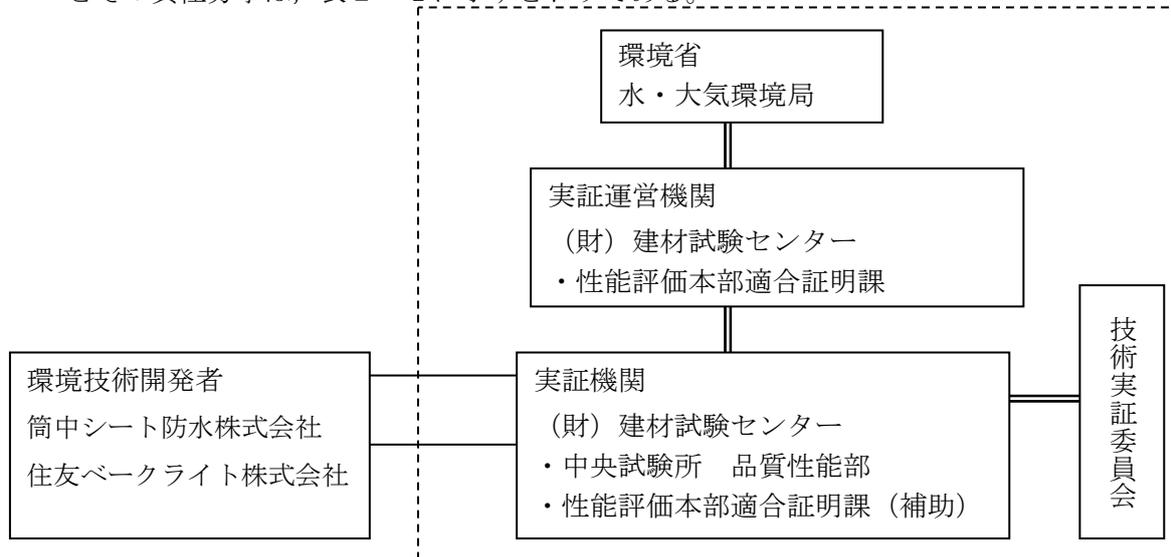 環境省
水・大気環境局
実証運営機関
（財）建材試験センター
・性能評価本部適合証明課
技術実証委員会
環境技術開発者
筒中シート防水株式会社
住友ベークライト株式会社
実証機関
（財）建材試験センター
・中央試験所　品質性能部
・性能評価本部適合証明課（補助）